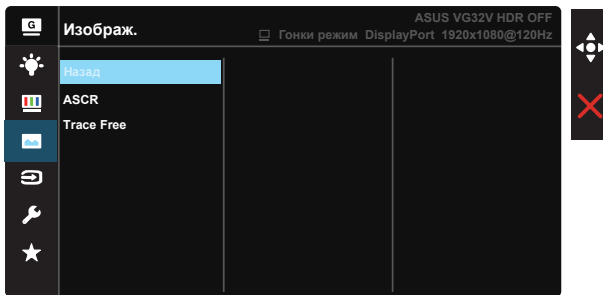 G
Изображ.
ASUS VG32V HDR OFF
Гонки режим DisplayPort 1920x1080@120Hz
Назад
ASCR
Trace Free